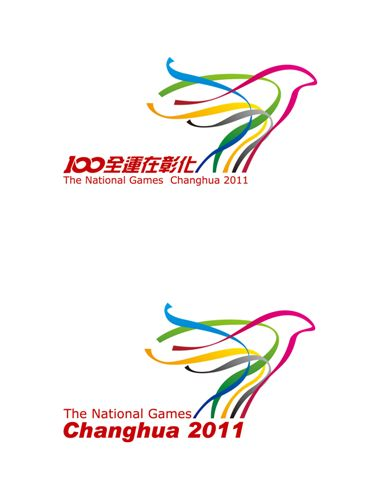 100全運在彰化
The National Games Changhua 2011
The National Games
Changhua 2011